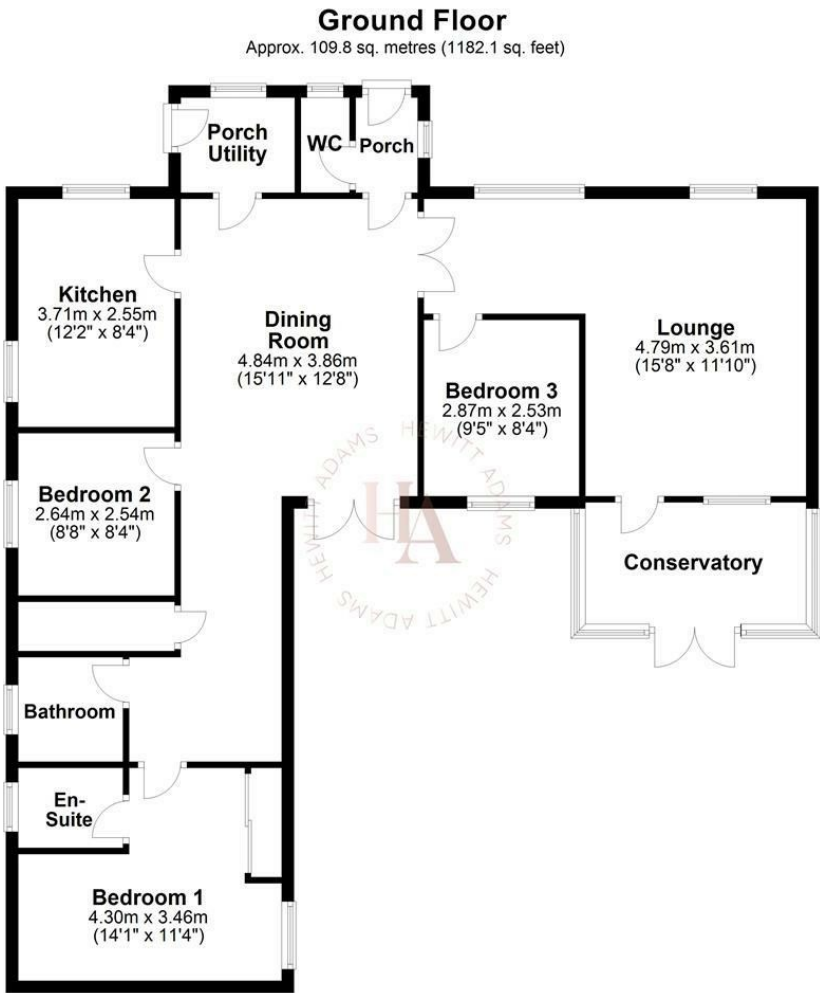 Ground Floor
Approx. 109.8 sq. metres (1182.1 sq. feet)
Porch
Utility
WC
Porch
Kitchen
3.71m x 2.55m
(12'2" x 8'4")
Dining
Room
4.84m x 3.86m
(15'11" x 12'8")
Lounge
4.79m x 3.61m
(15'8" x 11'10")
Bedroom 3
2.87m x 2.53m
(9'5" x 8'4")
Bedroom 2
2.64m x 2.54m
(8'8" x 8'4")
HEWITT ADAMS HEWITT ADAMS HEWITT ADAMS
HA
Conservatory
Bathroom
En-
Suite
Bedroom 1
4.30m x 3.46m
(14'1" x 11'4")